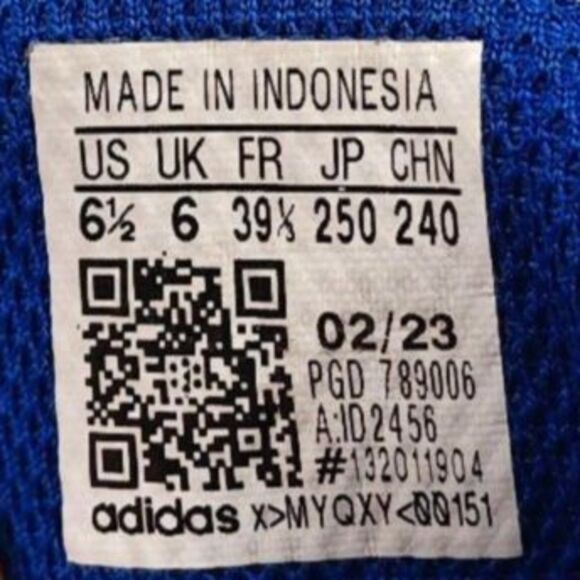 MADE IN INDONESIA
US UK FR JP CHN
6½ 6 39⅓ 250 240
02/23
PGD 789006
A:ID2456
#132011904
adidas X>MYQXY<00151